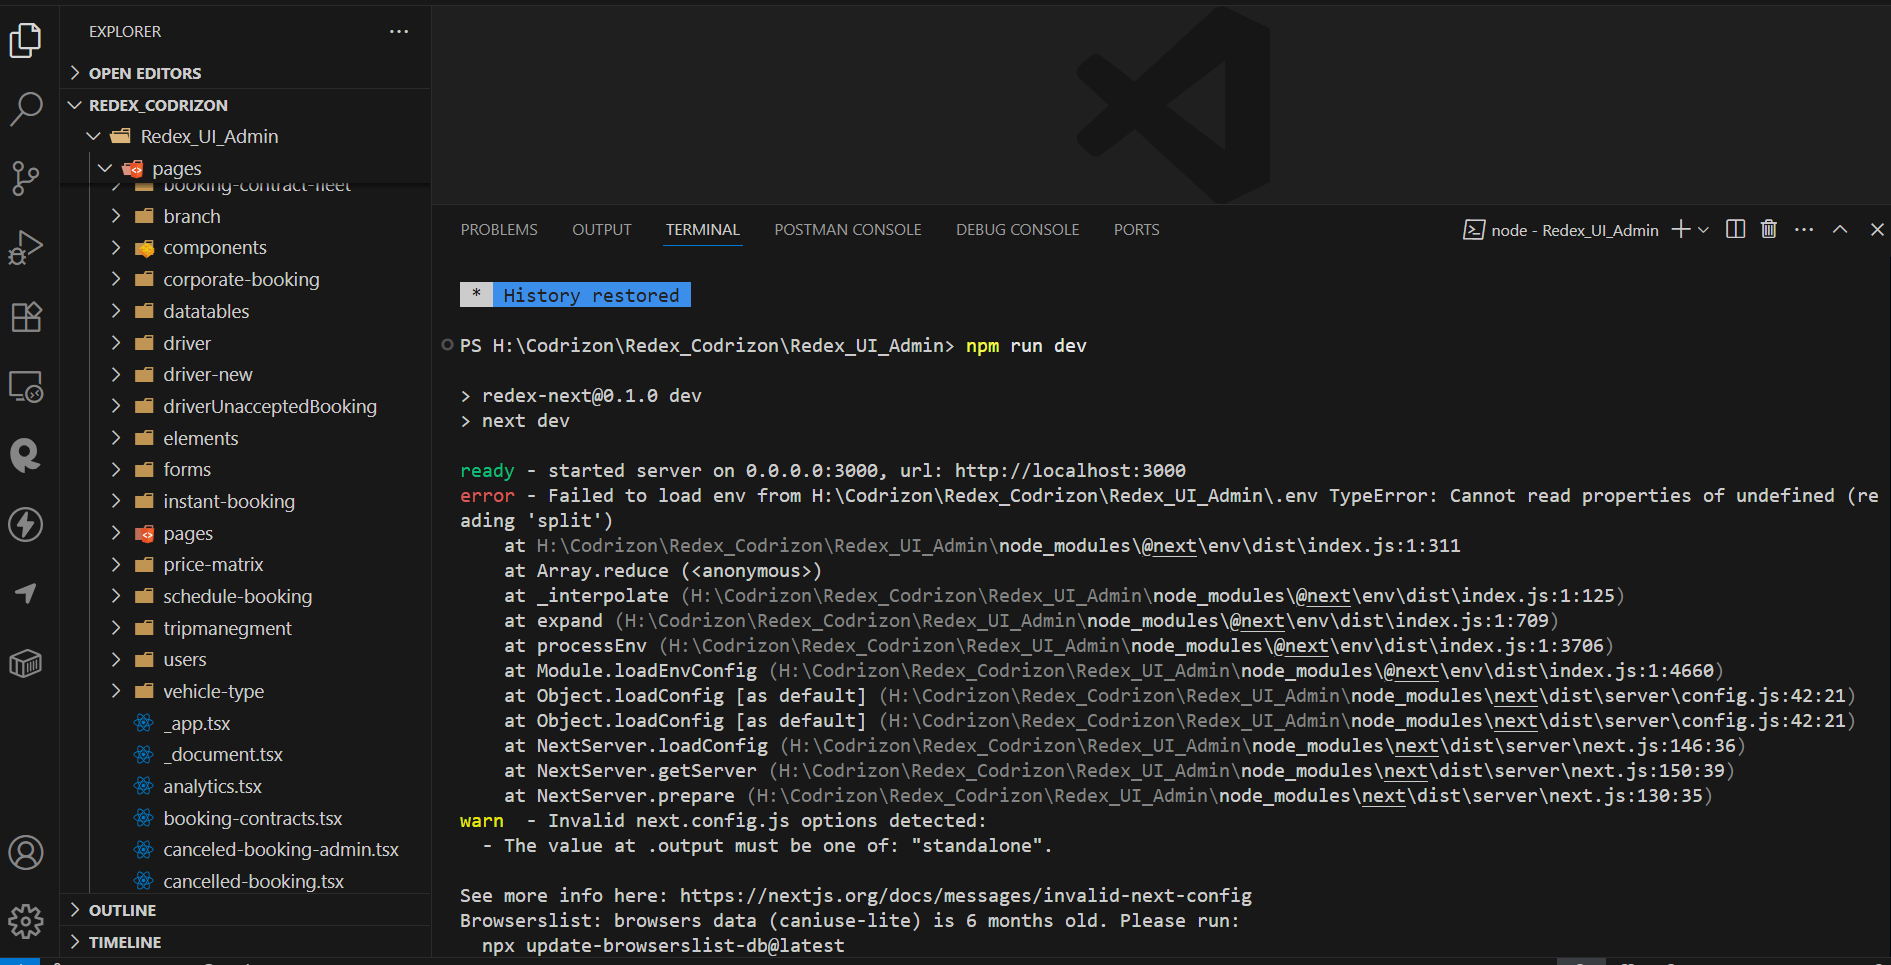 EXPLORER
OPEN EDITORS
REDEX_CODRIZON
Redex_UI_Admin
pages
booking-contract-fleet
branch
components
corporate-booking
datatables
driver
driver-new
driverUnacceptedBooking
elements
forms
instant-booking
pages
price-matrix
schedule-booking
tripmanegment
users
vehicle-type
_app.tsx
_document.tsx
analytics.tsx
booking-contracts.tsx
canceled-booking-admin.tsx
cancelled-booking.tsx
OUTLINE
TIMELINE
PROBLEMS OUTPUT TERMINAL POSTMAN CONSOLE DEBUG CONSOLE PORTS node - Redex_UI_Admin
* History restored
PS H:\Codrizon\Redex_Codrizon\Redex_UI_Admin> npm run dev
> redex-next@0.1.0 dev
> next dev
ready - started server on 0.0.0.0:3000, url: http://localhost:3000
error - Failed to load env from H:\Codrizon\Redex_Codrizon\Redex_UI_Admin\.env TypeError: Cannot read properties of undefined (re
ading 'split')
at H:\Codrizon\Redex_Codrizon\Redex_UI_Admin\node_modules\@next\env\dist\index.js:1:311
at Array.reduce (<anonymous>)
at _interpolate (H:\Codrizon\Redex_Codrizon\Redex_UI_Admin\node_modules\@next\env\dist\index.js:1:125)
at expand (H:\Codrizon\Redex_Codrizon\Redex_UI_Admin\node_modules\@next\env\dist\index.js:1:709)
at processEnv (H:\Codrizon\Redex_Codrizon\Redex_UI_Admin\node_modules\@next\env\dist\index.js:1:3706)
at Module.loadEnvConfig (H:\Codrizon\Redex_Codrizon\Redex_UI_Admin\node_modules\@next\env\dist\index.js:1:4660)
at Object.loadConfig [as default] (H:\Codrizon\Redex_Codrizon\Redex_UI_Admin\node_modules\next\dist\server\config.js:42:21)
at Object.loadConfig [as default] (H:\Codrizon\Redex_Codrizon\Redex_UI_Admin\node_modules\next\dist\server\config.js:42:21)
at NextServer.loadConfig (H:\Codrizon\Redex_Codrizon\Redex_UI_Admin\node_modules\next\dist\server\next.js:146:36)
at NextServer.getServer (H:\Codrizon\Redex_Codrizon\Redex_UI_Admin\node_modules\next\dist\server\next.js:150:39)
at NextServer.prepare (H:\Codrizon\Redex_Codrizon\Redex_UI_Admin\node_modules\next\dist\server\next.js:130:35)
warn - Invalid next.config.js options detected:
- The value at .output must be one of: "standalone".
See more info here: https://nextjs.org/docs/messages/invalid-next-config
Browserslist: browsers data (caniuse-lite) is 6 months old. Please run:
npx update-browserslist-db@latest